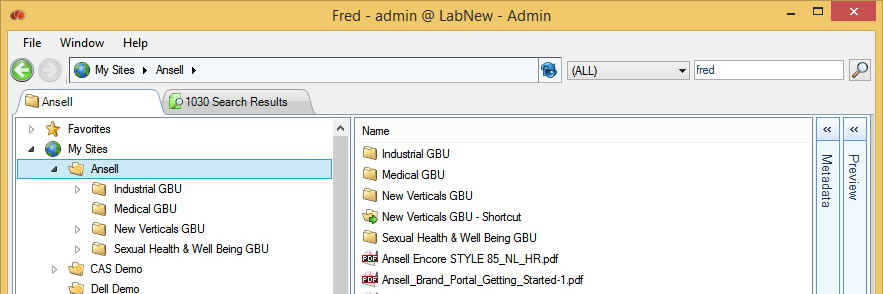 Fred - admin @ LabNew - Admin
File Window Help
My Sites Ansell (ALL) fred
Ansell 1030 Search Results
Favorites
My Sites
Ansell
Industrial GBU
Medical GBU
New Verticals GBU
Sexual Health & Well Being GBU
CAS Demo
Dell Demo
Name
Industrial GBU
Medical GBU
New Verticals GBU
New Verticals GBU - Shortcut
Sexual Health & Well Being GBU
PDF Ansell Encore STYLE 85_NL_HR.pdf
PDF Ansell_Brand_Portal_Getting_Started-1.pdf
Metadata
Preview